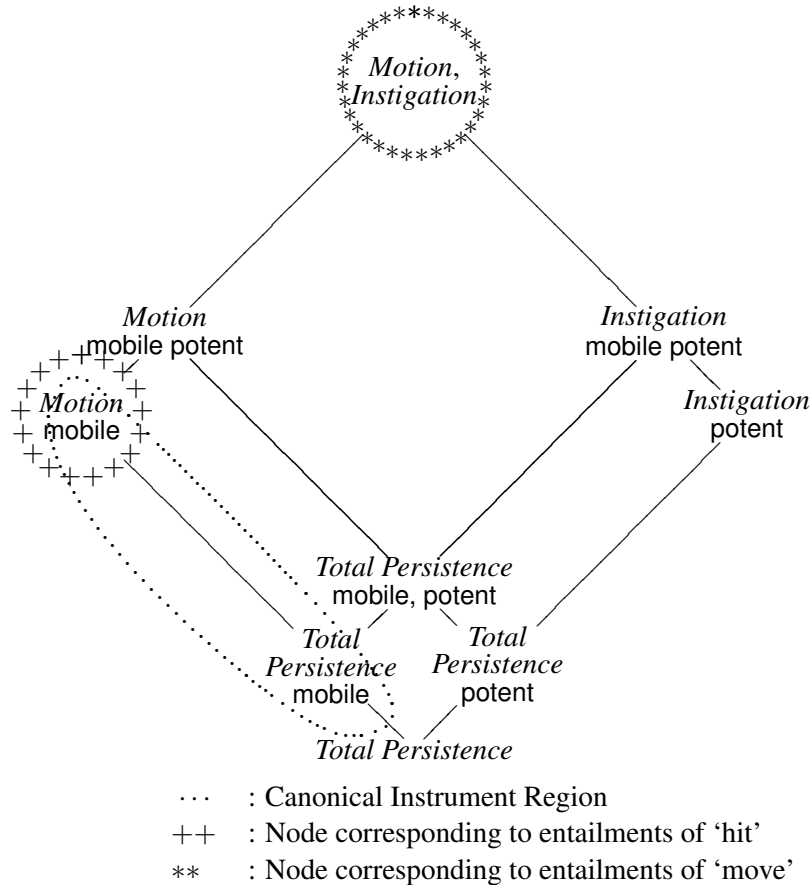 Motion,
Instigation
Motion
mobile potent
Instigation
mobile potent
Motion
mobile
Instigation
potent
Total Persistence
mobile, potent
Total
Persistence
mobile
Total
Persistence
potent
Total Persistence
··· : Canonical Instrument Region
++ : Node corresponding to entailments of ‘hit’
** : Node corresponding to entailments of ‘move’